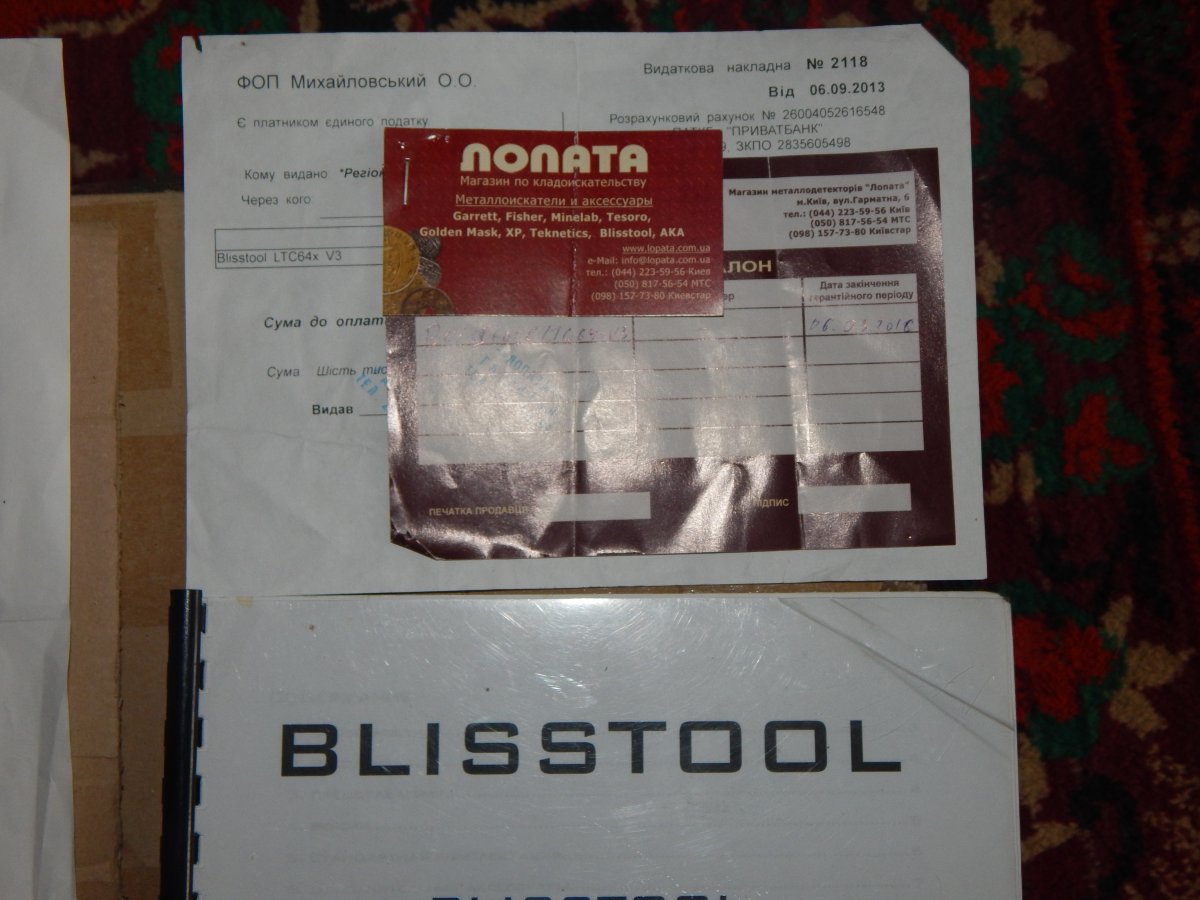 ФОП Михайловський О.О.
Є платником єдиного податку
Видаткова накладна № 2118
Від 06.09.2013
Розрахунковий рахунок № 26004052616548
"ПРИВАТБАНК"
ЗКПО 2835605498
Кому видано
Через кого
Blisstool LTC64x V3
Сума до
Сума Шість
Видав
ЛОПАТА
Магазин по кладоискательству
Металлоискатели и аксессуары
Garrett, Fisher, Minelab, Tesoro,
Golden Mask, XP, Teknetics, Blisstool, AKA
www.lopata.com.ua
e-Mail: info@lopata.com.ua
тел.: (044) 223-59-56 Киев
(050) 817-56-54 МТС
(098) 157-73-80 Киевстар
Магазин металлодетекторів "Лопата"
м.Київ, вул.Гарматна, 6
тел.: (044) 223-59-56 Київ
(050) 817-56-54 МТС
(098) 157-73-80 Київстар
Дата закінчення
гарантійного періоду
ПЕЧАТКА ПРОДАВЦЯ
BLISSTOOL